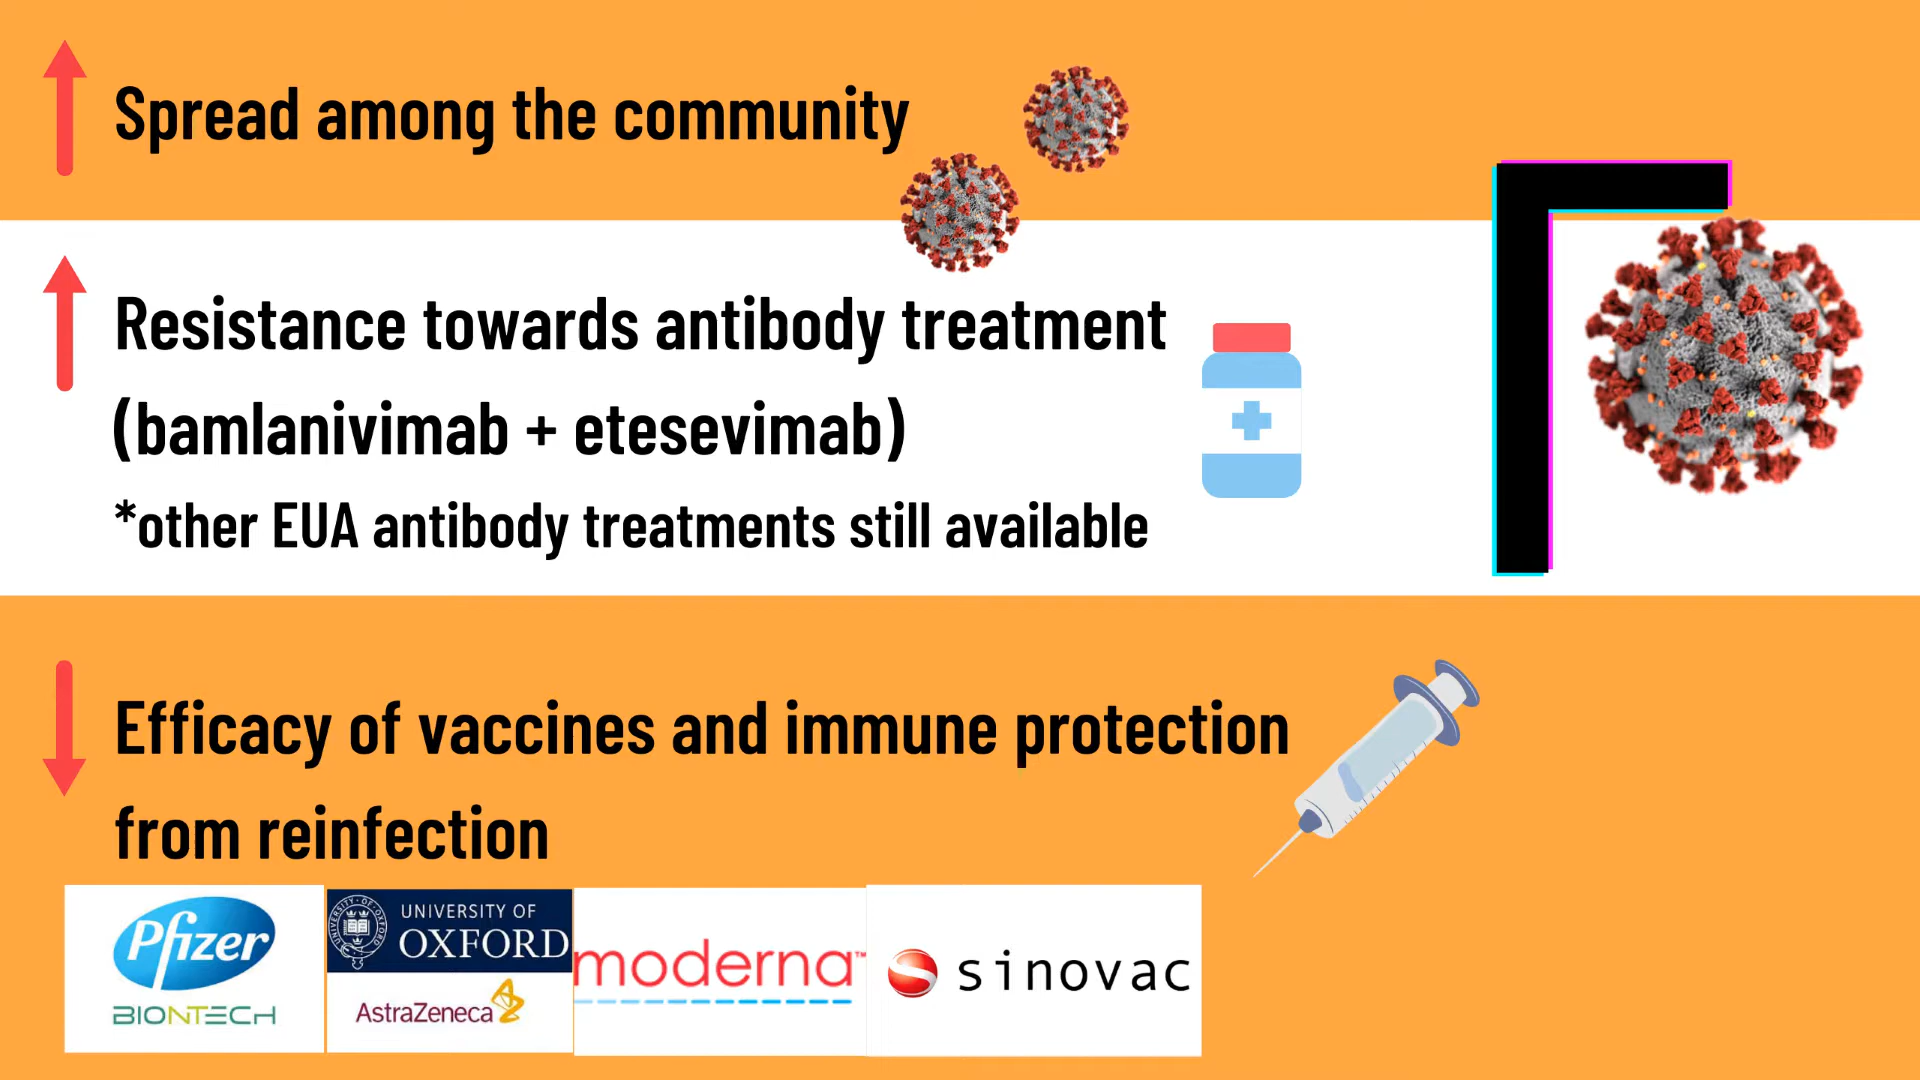 Spread among the community
Resistance towards antibody treatment
(bamlanivimab + etesevimab)
*other EUA antibody treatments still available
Γ
Efficacy of vaccines and immune protection
from reinfection
Pfizer
BIONTECH
UNIVERSITY OF
OXFORD
AstraZeneca
moderna™
sinovac